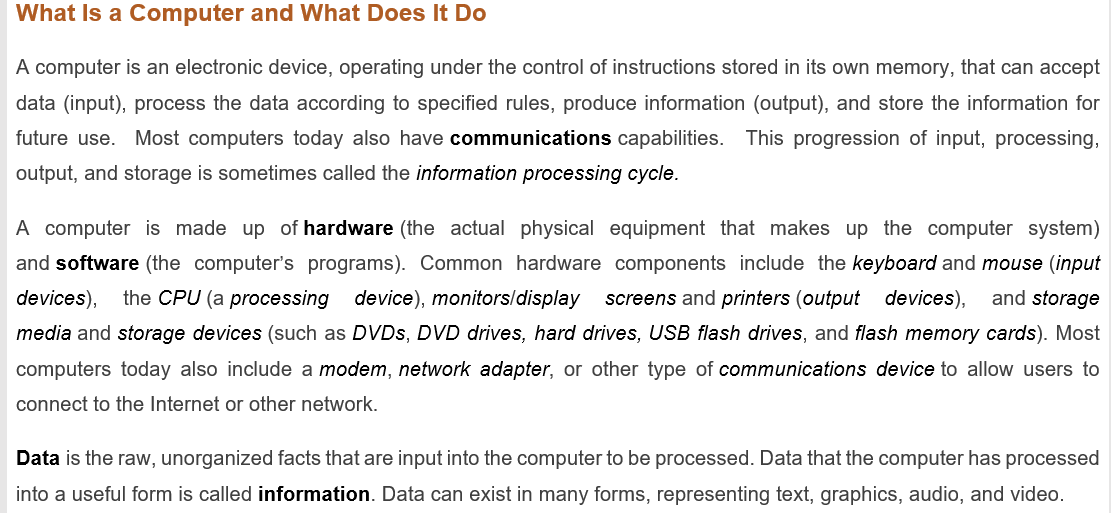 What Is a Computer and What Does It Do
A computer is an electronic device, operating under the control of instructions stored in its own memory, that can accept
data (input), process the data according to specified rules, produce information (output), and store the information for
future use. Most computers today also have communications capabilities. This progression of input, processing,
output, and storage is sometimes called the information processing cycle.
A computer is made up of hardware (the actual physical equipment that makes up the computer system)
and software (the computer’s programs). Common hardware components include the keyboard and mouse (input
devices), the CPU (a processing device), monitors/display screens and printers (output devices), and storage
media and storage devices (such as DVDs, DVD drives, hard drives, USB flash drives, and flash memory cards). Most
computers today also include a modem, network adapter, or other type of communications device to allow users to
connect to the Internet or other network.
Data is the raw, unorganized facts that are input into the computer to be processed. Data that the computer has processed
into a useful form is called information. Data can exist in many forms, representing text, graphics, audio, and video.